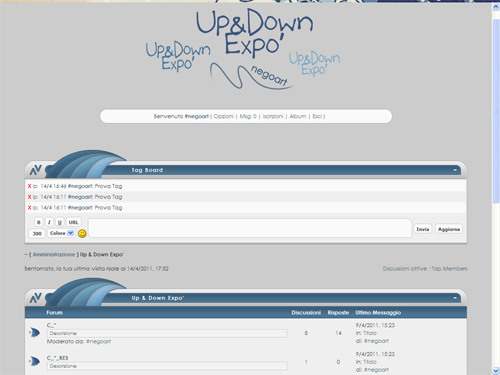 Up&Down
Expo'
Up&Down
Expo'
Up&Down
Expo'
negoart
Benvenuto #negoart ( Opzioni | Msg: 0 | Iscrizioni | Album | Esci )
Tag Board
X ip: 14/4 16:46 #negoart: Prova Tag
X ip: 14/4 16:11 #negoart: Prova Tag
X ip: 14/4 16:11 #negoart: Prova Tag
B I U URL
300 Colore
Invia Aggiorna
~ { Amministrazione } Up & Down Expo'
Bentornato, la tua ultima visita risale al 14/4/2011, 17:52
Discussioni attive · Top Members
Up & Down Expo'
Forum Discussioni Risposte Ultimo Messaggio
C_*
Descrizione
Moderato da: #negoart
8 14
9/4/2011, 15:23
in: Titolo
di: #negoart
C_*_RES
Descrizione
1 0
9/4/2011, 15:23
in: Titolo
di: #negoart